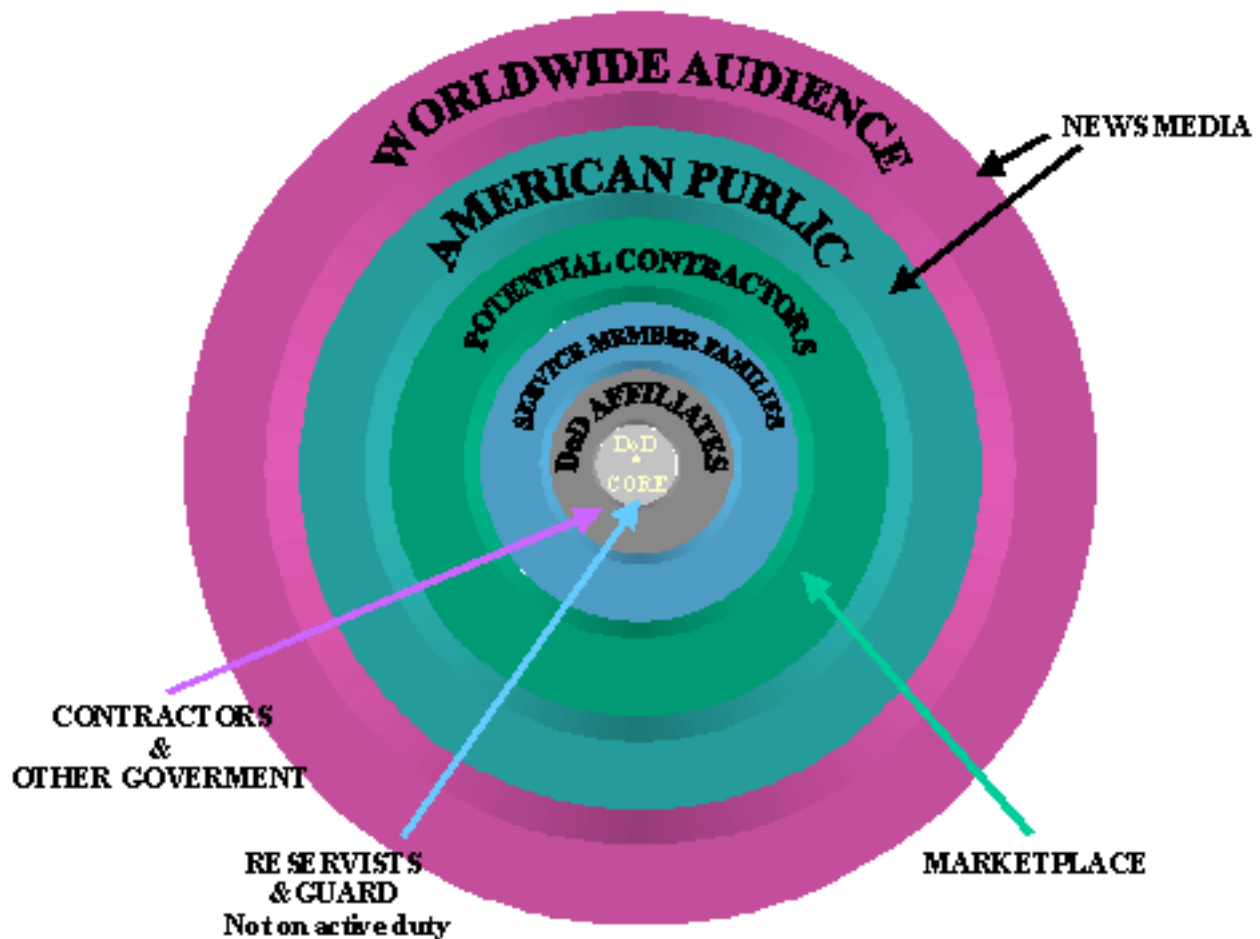 WORLDWIDE AUDIENCE
NEWS MEDIA
AMERICAN PUBLIC
POTENTIAL CONTRACTORS
SERVICE MEMBER FAMILIES
DoD AFFILIATES
DoD
*
CORE
CONTRACTORS
&
OTHER GOVERMENT
RESERVISTS
& GUARD
Not on active duty
MARKETPLACE